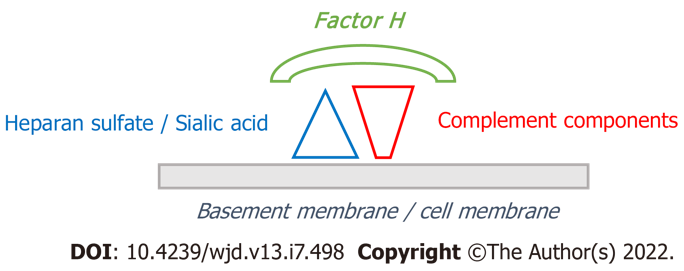 Factor H
Heparan sulfate / Sialic acid
Complement components
Basement membrane / cell membrane
DOI: 10.4239/wjd.v13.i7.498 Copyright ©The Author(s) 2022.